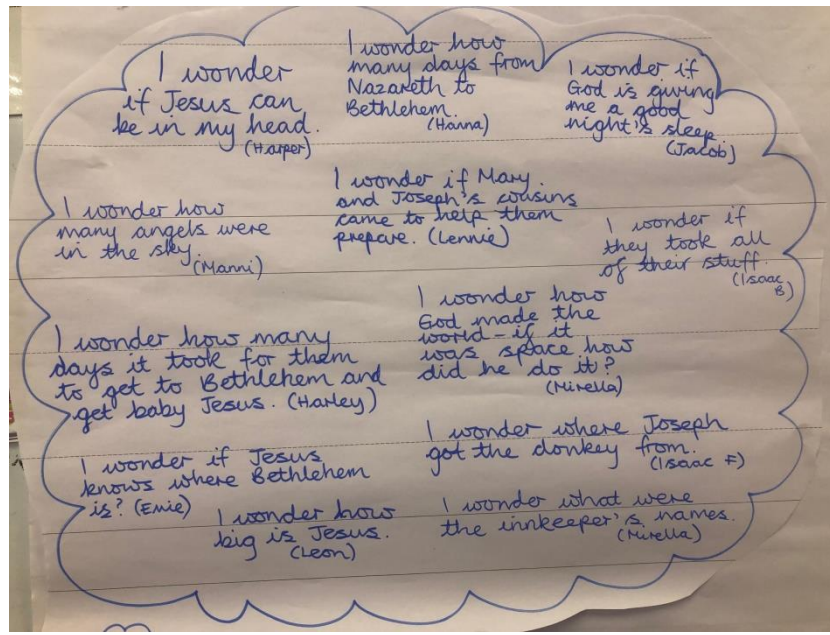 I wonder
if Jesus can
be in my head.
(Harper)
I wonder how
many days from
Nazareth to
Bethlehem.
(Hanna)
I wonder if
God is giving
me a good
night's sleep
(Jacob)
I wonder how
many angels were
in the sky.
(Manni)
I wonder if Mary
and Joseph's cousins
came to help them
prepare. (Lennie)
I wonder if
they took all
of their stuff.
(Isaac
B)
I wonder how many
days it took for them
to get to Bethlehem and
get baby Jesus. (Harley)
I wonder how
God made the
world - if it
was space how
did he do it?
(Mirella)
I wonder where Joseph
got the donkey from.
(Isaac F)
I wonder if Jesus
knows where Bethlehem
is? (Emie)
I wonder how
big is Jesus.
(Leon)
I wonder what were
the innkeeper's names.
(Mirella)